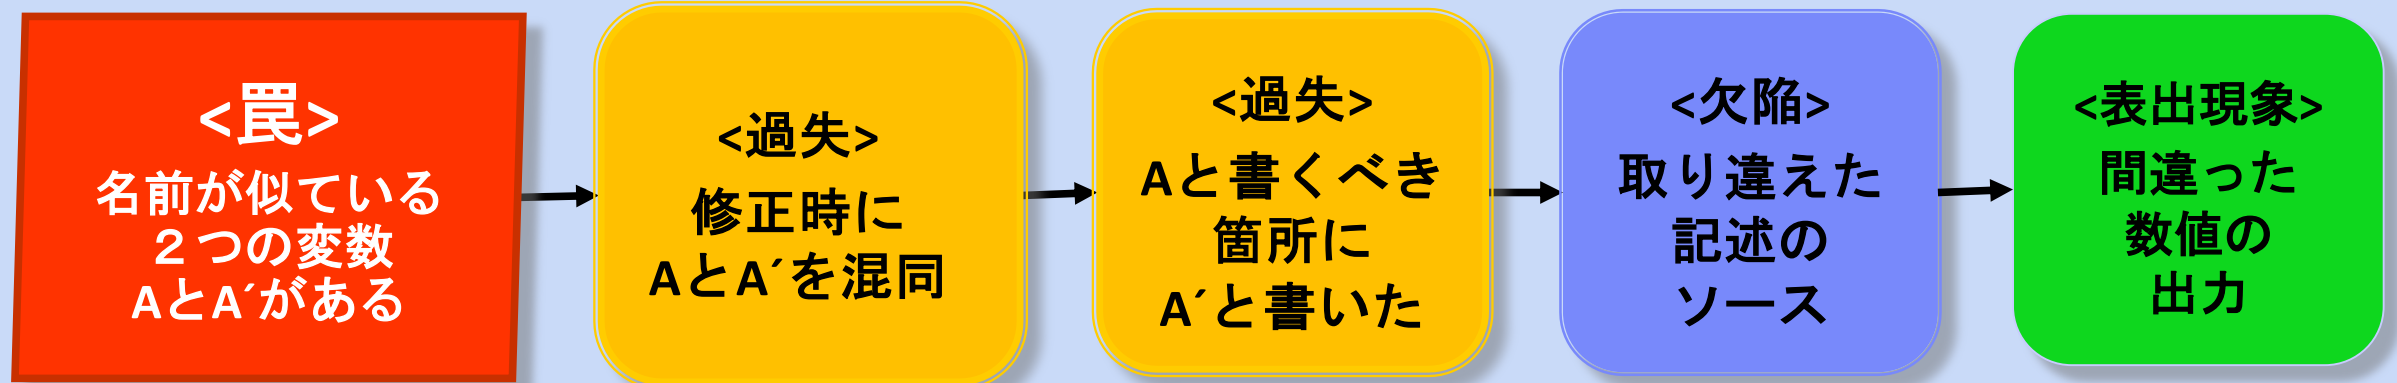 <罠>
名前が似ている
２つの変数
AとA´がある
<過失>
修正時に
AとA´を混同
<過失>
Aと書くべき
箇所に
A´と書いた
<欠陥>
取り違えた
記述の
ソース
<表出現象>
間違った
数値の
出力